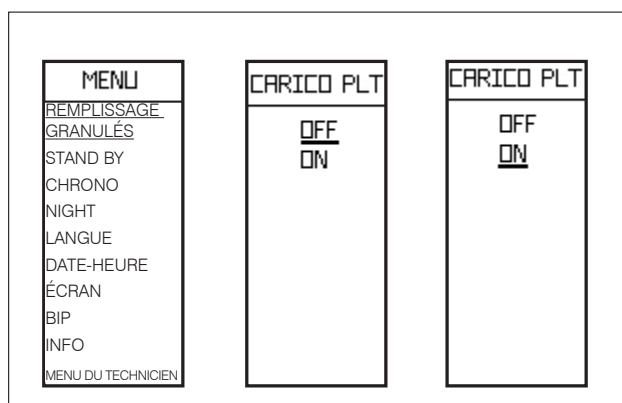 MENU
REMPLISSAGE
GRANULÉS
STAND BY
CHRONO
NIGHT
LANGUE
DATE-HEURE
ÉCRAN
BIP
INFO
MENU DU TECHNICIEN
CARICO PLT
OFF
ON
CARICO PLT
OFF
ON